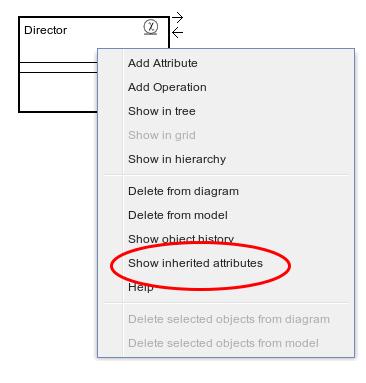 Director
Add Attribute
Add Operation
Show in tree
Show in grid
Show in hierarchy
Delete from diagram
Delete from model
Show object history
Show inherited attributes
Help
Delete selected objects from diagram
Delete selected objects from model